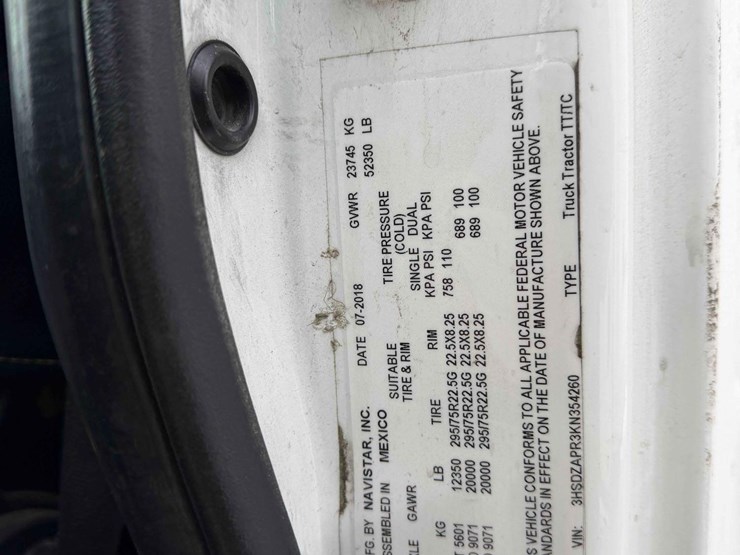 FG. BY NAVISTAR, INC. DATE 07-2018 GVWR 23745 KG
SSEMBLED IN MEXICO 52350 LB
SUITABLE TIRE PRESSURE
LE GAWR TIRE & RIM (COLD)
SINGLE DUAL
KG LB TIRE RIM KPA PSI KPA PSI
T 5601 12350 295/75R22.5G 22.5X8.25 758 110
9071 20000 295/75R22.5G 22.5X8.25 689 100
9071 20000 295/75R22.5G 22.5X8.25 689 100
S VEHICLE CONFORMS TO ALL APPLICABLE FEDERAL MOTOR VEHICLE SAFETY
ANDARDS IN EFFECT ON THE DATE OF MANUFACTURE SHOWN ABOVE.
VIN: 3HSDZAPR3KN354260 TYPE Truck Tractor TT/TC